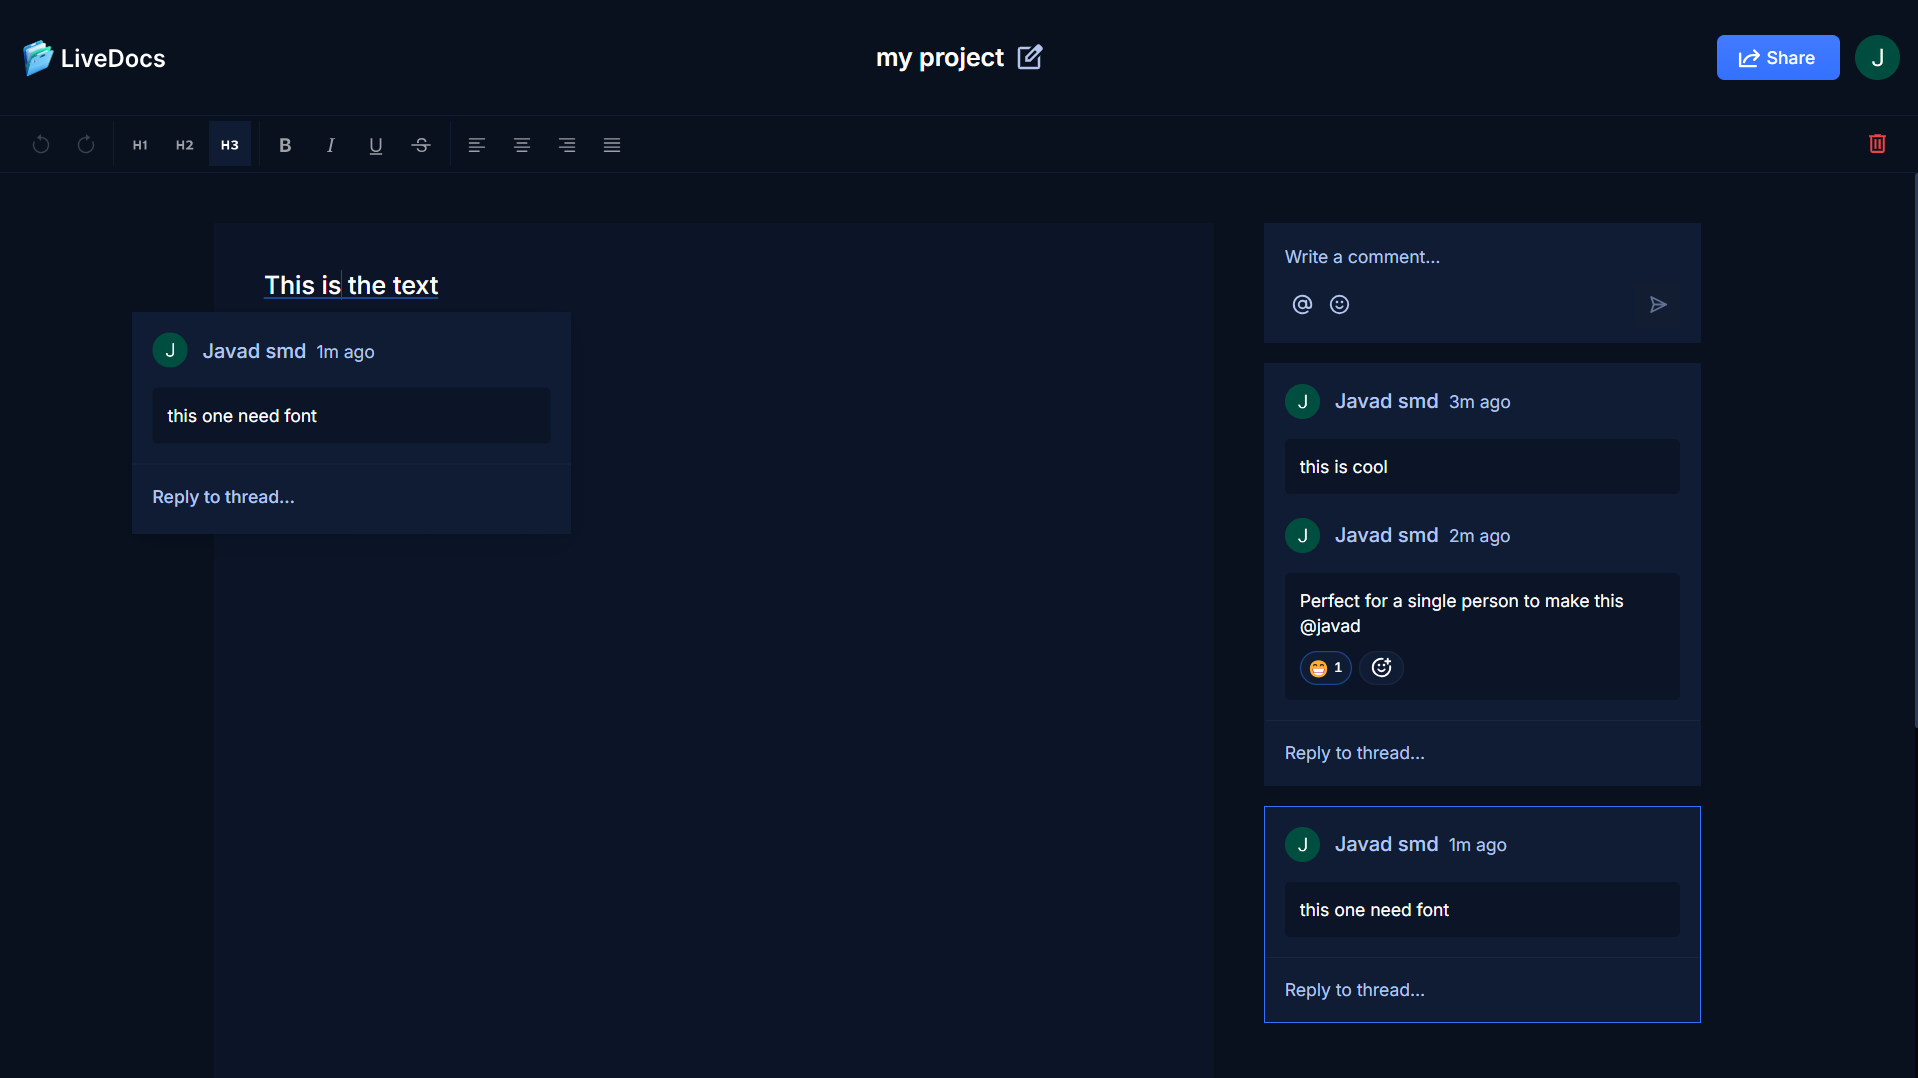 LiveDocs
my project
Share
J
H1 H2 H3 B I U S
This is the text
J Javad smd 1m ago
this one need font
Reply to thread...
Write a comment...
@
J Javad smd 3m ago
this is cool
J Javad smd 2m ago
Perfect for a single person to make this
@javad
😁 1
Reply to thread...
J Javad smd 1m ago
this one need font
Reply to thread...